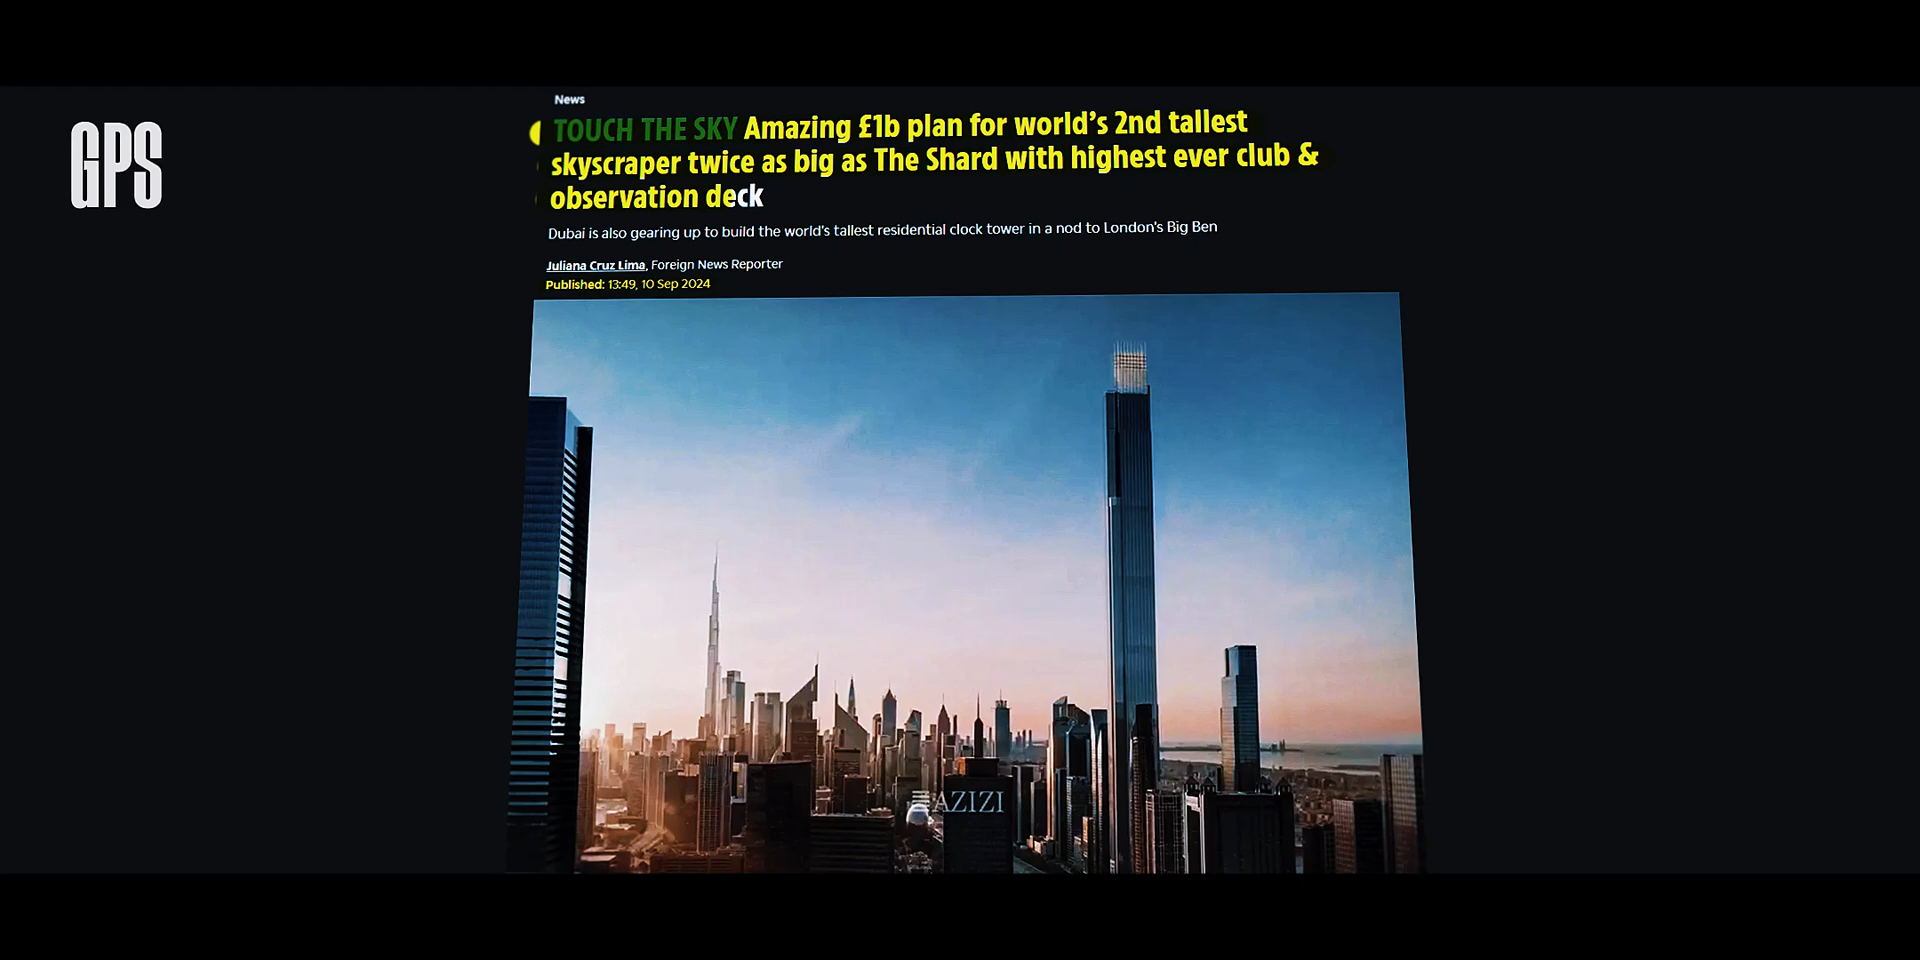 GPS
News
TOUCH THE SKY Amazing £1b plan for world's 2nd tallest
skyscraper twice as big as The Shard with highest ever club &
observation deck
Dubai is also gearing up to build the world's tallest residential clock tower in a nod to London's Big Ben
Juliana Cruz Lima, Foreign News Reporter
Published: 13:49, 10 Sep 2024
AZIZI